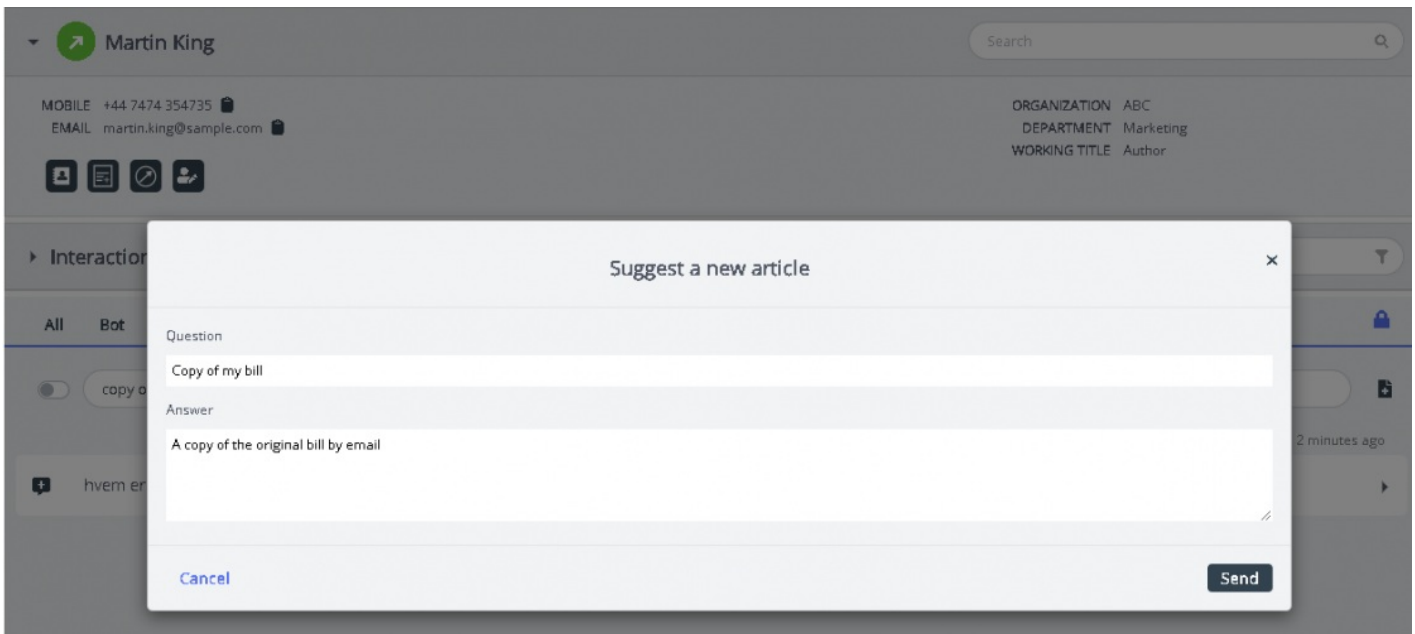 Martin King
Search
MOBILE +44 7474 354735
ORGANIZATION ABC
EMAIL martin.king@sample.com
DEPARTMENT Marketing
WORKING TITLE Author
Interaction
Suggest a new article
×
All Bot
Question
Copy of my bill
copy o
Answer
A copy of the original bill by email
2 minutes ago
hvem er
Cancel
Send